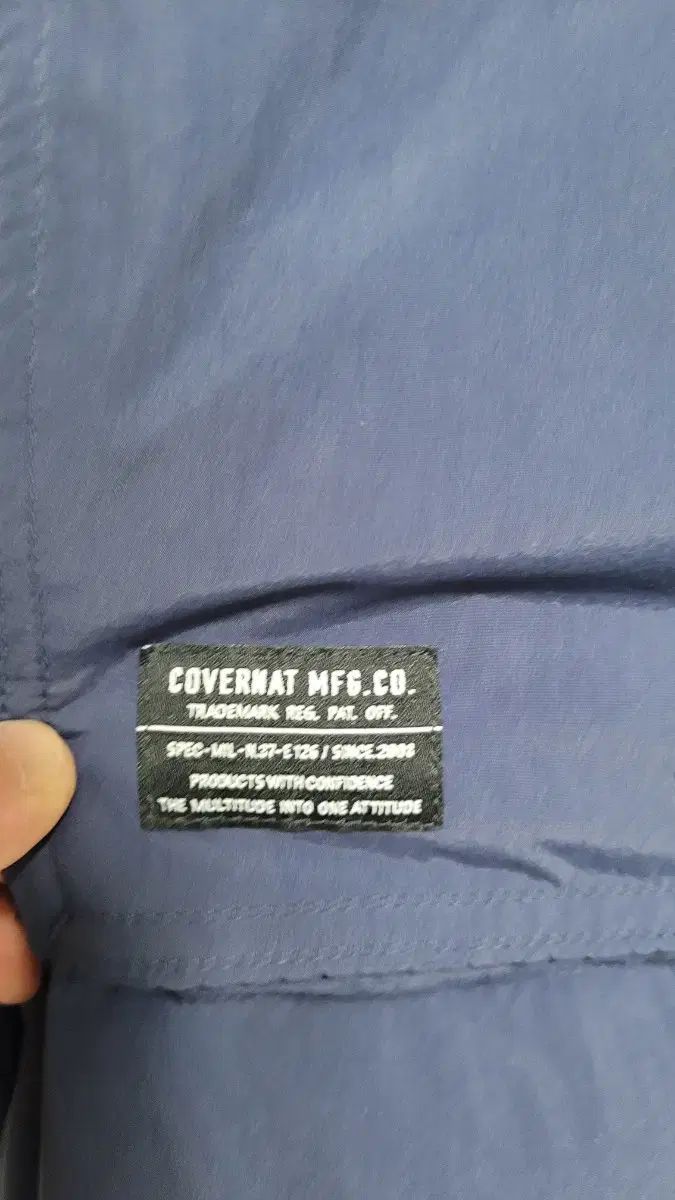 COVERNAT MFG.CO.
TRADEMARK REG. PAT. OFF.
SPEC-MIL-N.37-E126 / SINCE.2008
PRODUCTS WITH CONFIDENCE
THE MULTITUDE INTO ONE ATTITUDE